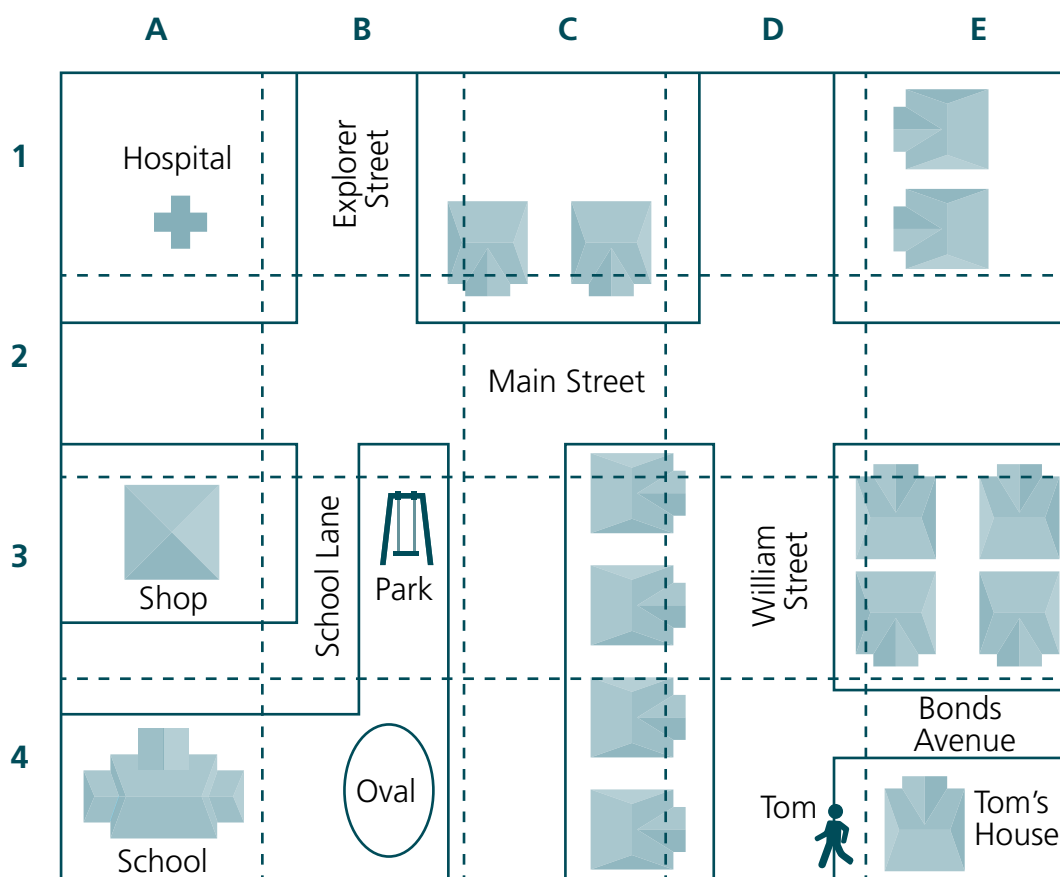 A B C D E
1
Hospital
Explorer
Street
2
Main Street
3
Shop
School Lane
Park
William
Street
Bonds
Avenue
4
Oval
Tom
Tom's
House
School